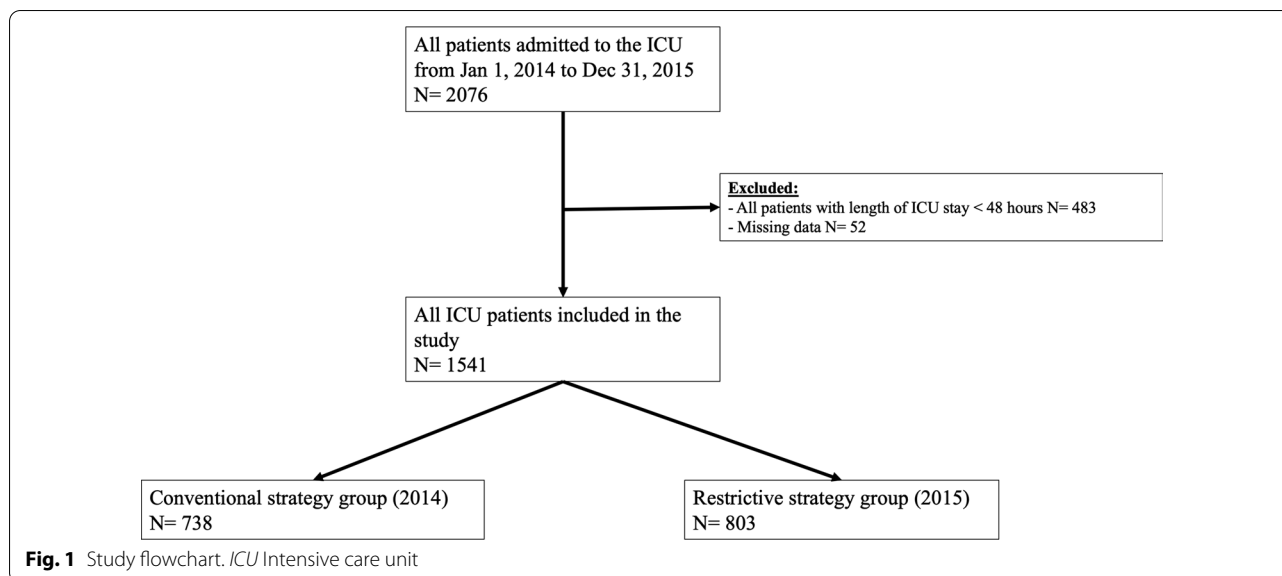 All patients admitted to the ICU
from Jan 1, 2014 to Dec 31, 2015
N= 2076
Excluded:
- All patients with length of ICU stay < 48 hours N= 483
- Missing data N= 52
All ICU patients included in the
study
N= 1541
Conventional strategy group (2014)
N= 738
Restrictive strategy group (2015)
N= 803
Fig. 1 Study flowchart. ICU Intensive care unit